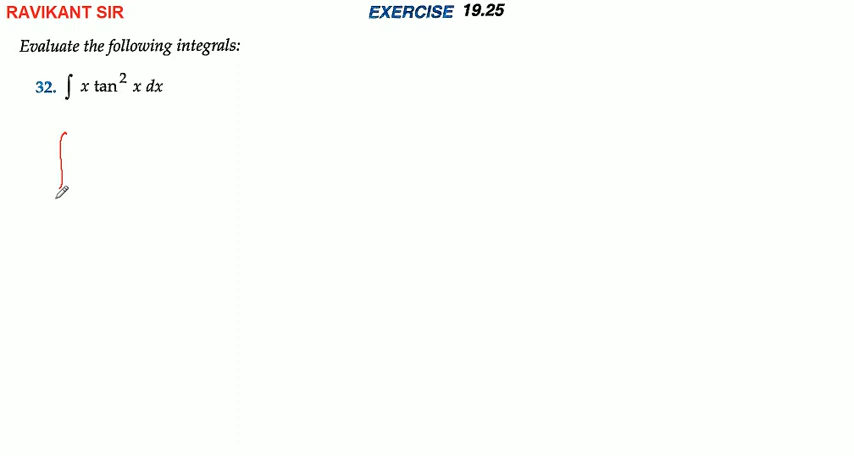 RAVIKANT SIR EXERCISE 19.25
Evaluate the following integrals:
32. ∫ x tan² x dx
∫